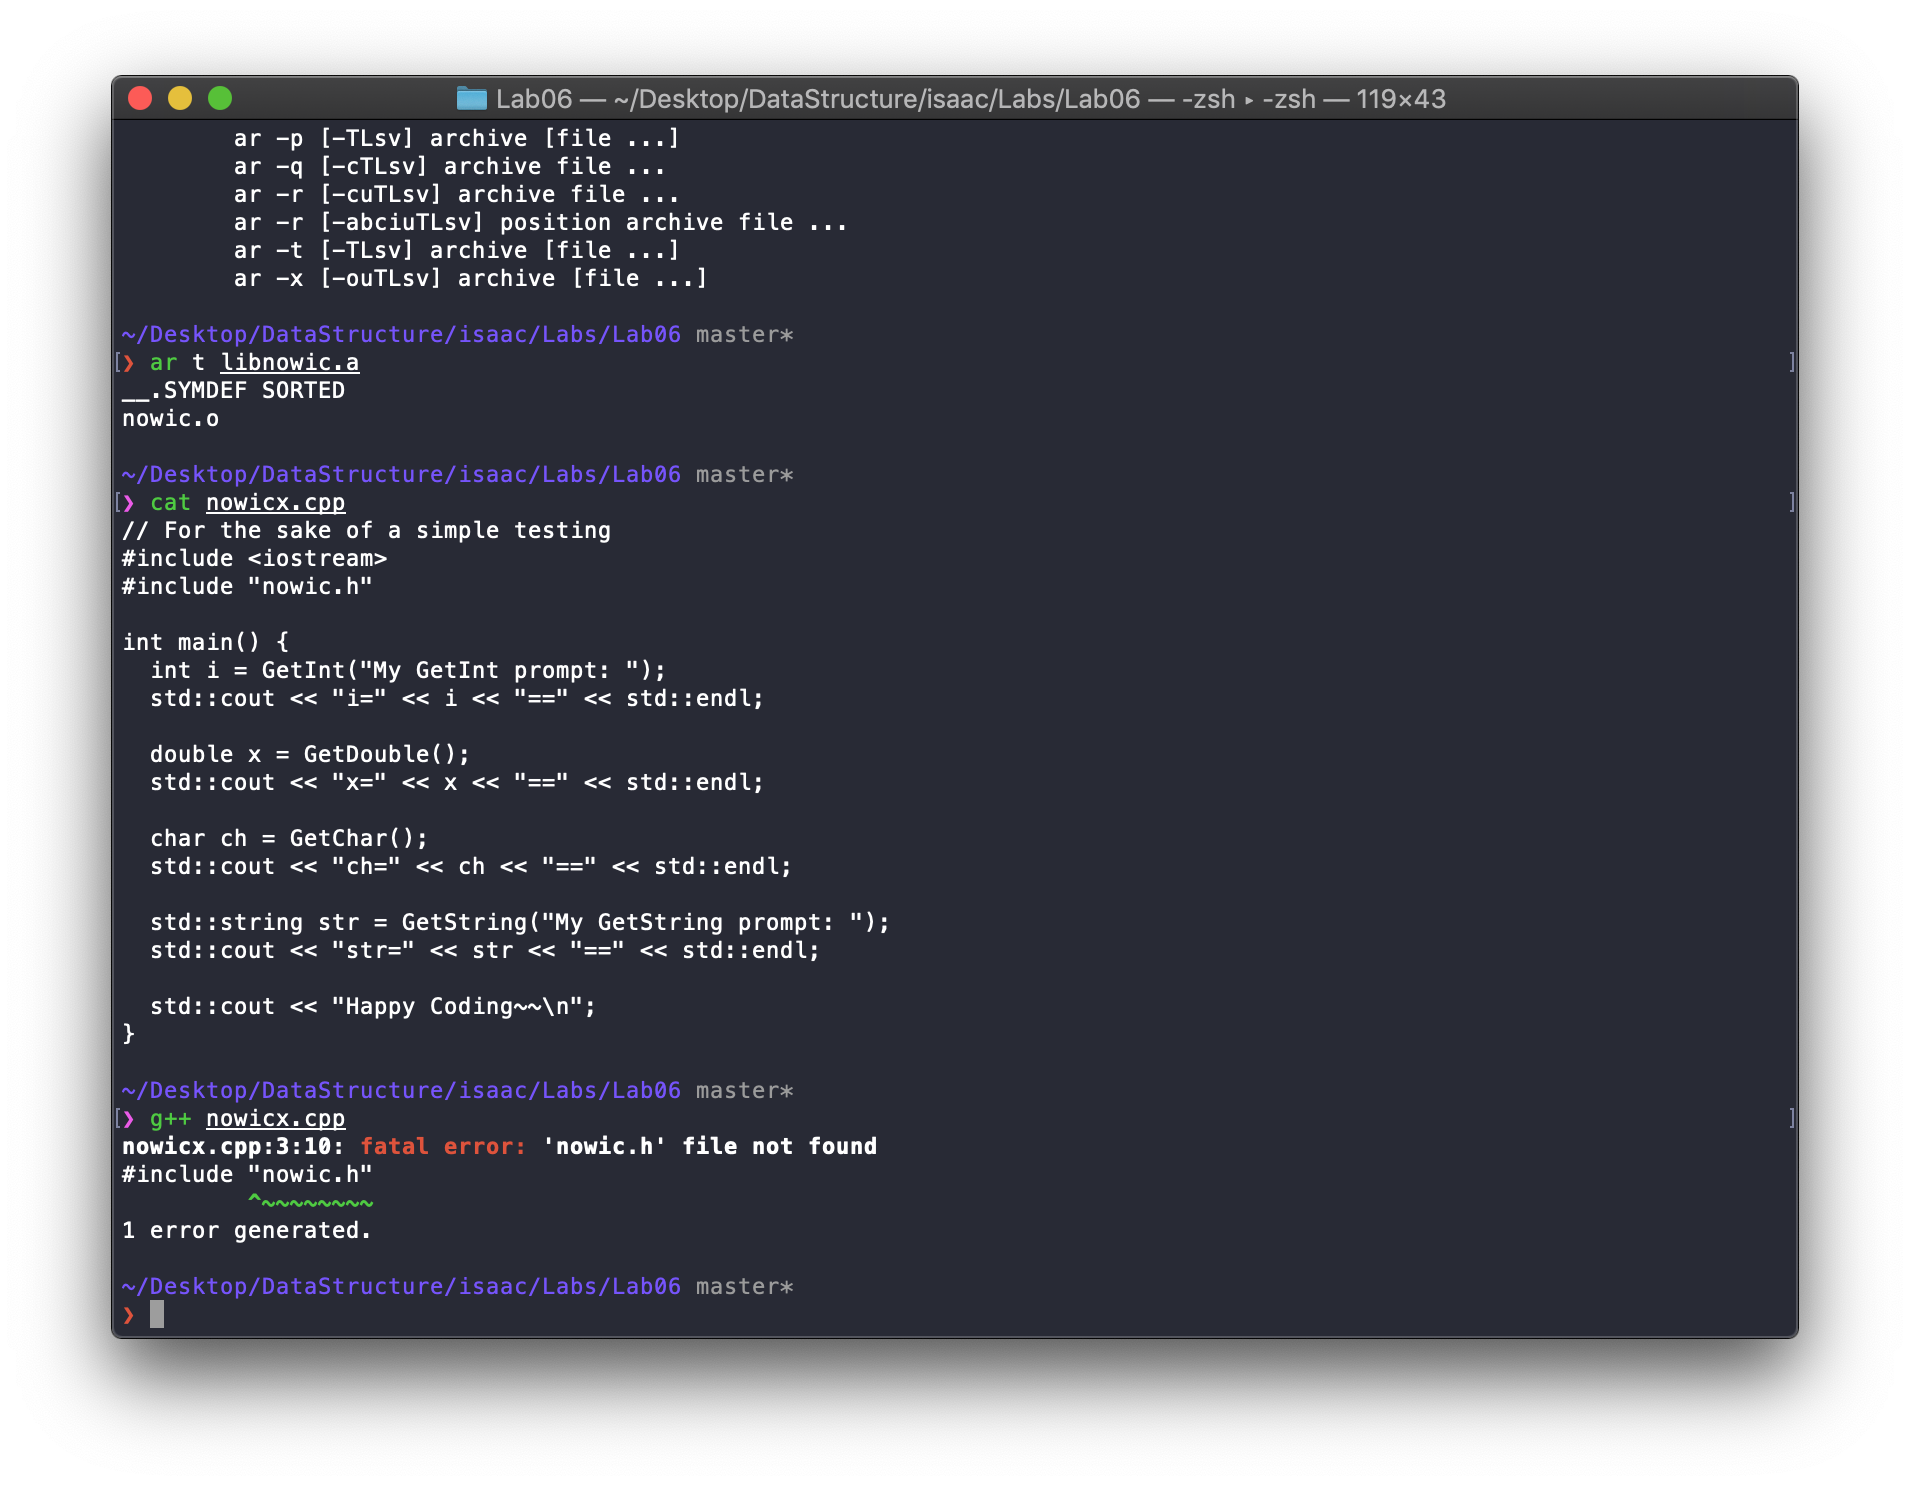 Lab06 — ~/Desktop/DataStructure/isaac/Labs/Lab06 — -zsh ▸ -zsh — 119×43
        ar -p [-TLsv] archive [file ...]
        ar -q [-cTLsv] archive file ...
        ar -r [-cuTLsv] archive file ...
        ar -r [-abciuTLsv] position archive file ...
        ar -t [-TLsv] archive [file ...]
        ar -x [-ouTLsv] archive [file ...]

~/Desktop/DataStructure/isaac/Labs/Lab06 master*
[❯ ar t libnowic.a ]
__.SYMDEF SORTED
nowic.o

~/Desktop/DataStructure/isaac/Labs/Lab06 master*
[❯ cat nowicx.cpp ]
// For the sake of a simple testing
#include <iostream>
#include "nowic.h"

int main() {
  int i = GetInt("My GetInt prompt: ");
  std::cout << "i=" << i << "==" << std::endl;

  double x = GetDouble();
  std::cout << "x=" << x << "==" << std::endl;

  char ch = GetChar();
  std::cout << "ch=" << ch << "==" << std::endl;

  std::string str = GetString("My GetString prompt: ");
  std::cout << "str=" << str << "==" << std::endl;

  std::cout << "Happy Coding~~\n";
}

~/Desktop/DataStructure/isaac/Labs/Lab06 master*
[❯ g++ nowicx.cpp ]
nowicx.cpp:3:10: fatal error: 'nowic.h' file not found
#include "nowic.h"
         ^~~~~~~~~
1 error generated.

~/Desktop/DataStructure/isaac/Labs/Lab06 master*
❯